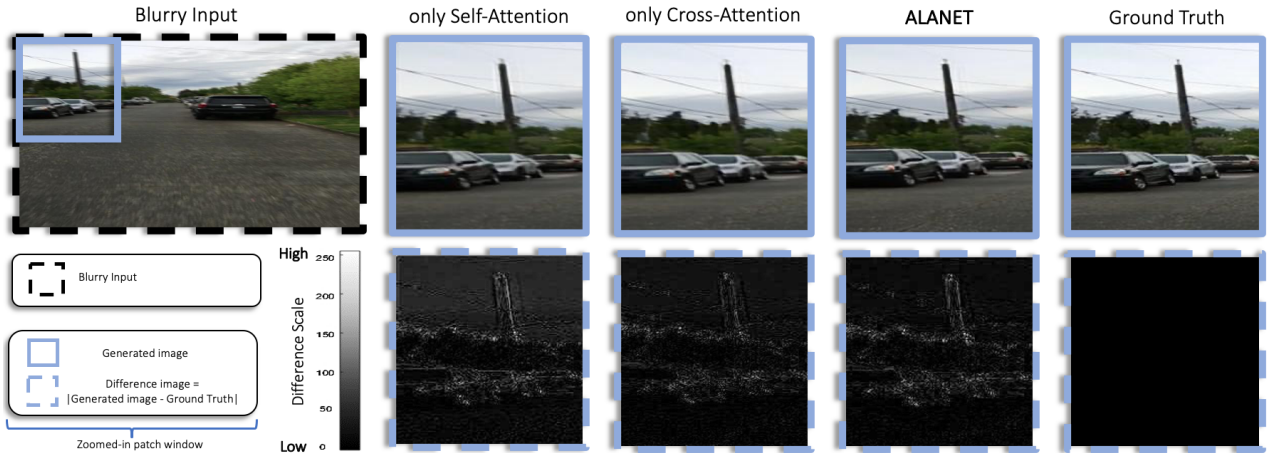 Blurry Input
only Self-Attention
only Cross-Attention
ALANET
Ground Truth
Blurry Input
Generated image
Difference image =
|Generated image - Ground Truth|
Zoomed-in patch window
High
Low
Difference Scale
250
200
150
100
50
0